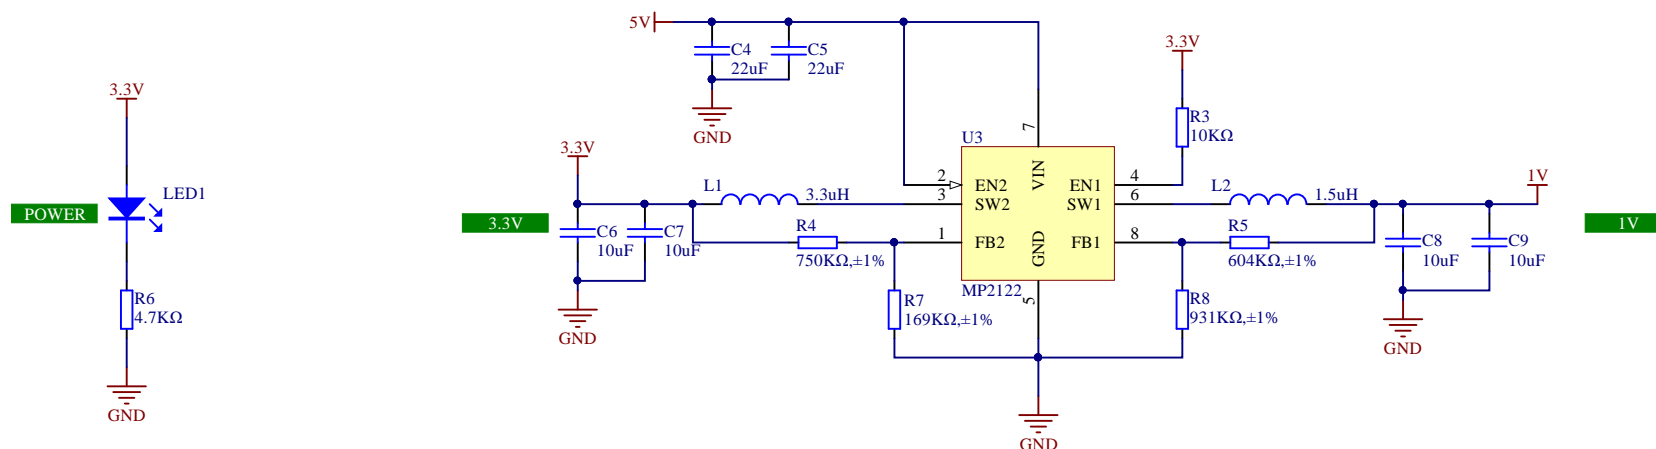 3.3V
LED1
POWER
R6
4.7KΩ
GND
5V
C4
22uF
C5
22uF
GND
3.3V
3.3V
C6
10uF
C7
10uF
GND
L1
3.3uH
R4
750KΩ,±1%
R7
169KΩ,±1%
U3
7
VIN
2
EN2
3
SW2
1
FB2
EN1
4
SW1
6
FB1
8
GND
5
MP2122
GND
3.3V
R3
10KΩ
L2
1.5uH
R5
604KΩ,±1%
R8
931KΩ,±1%
1V
C8
10uF
C9
10uF
GND
1V